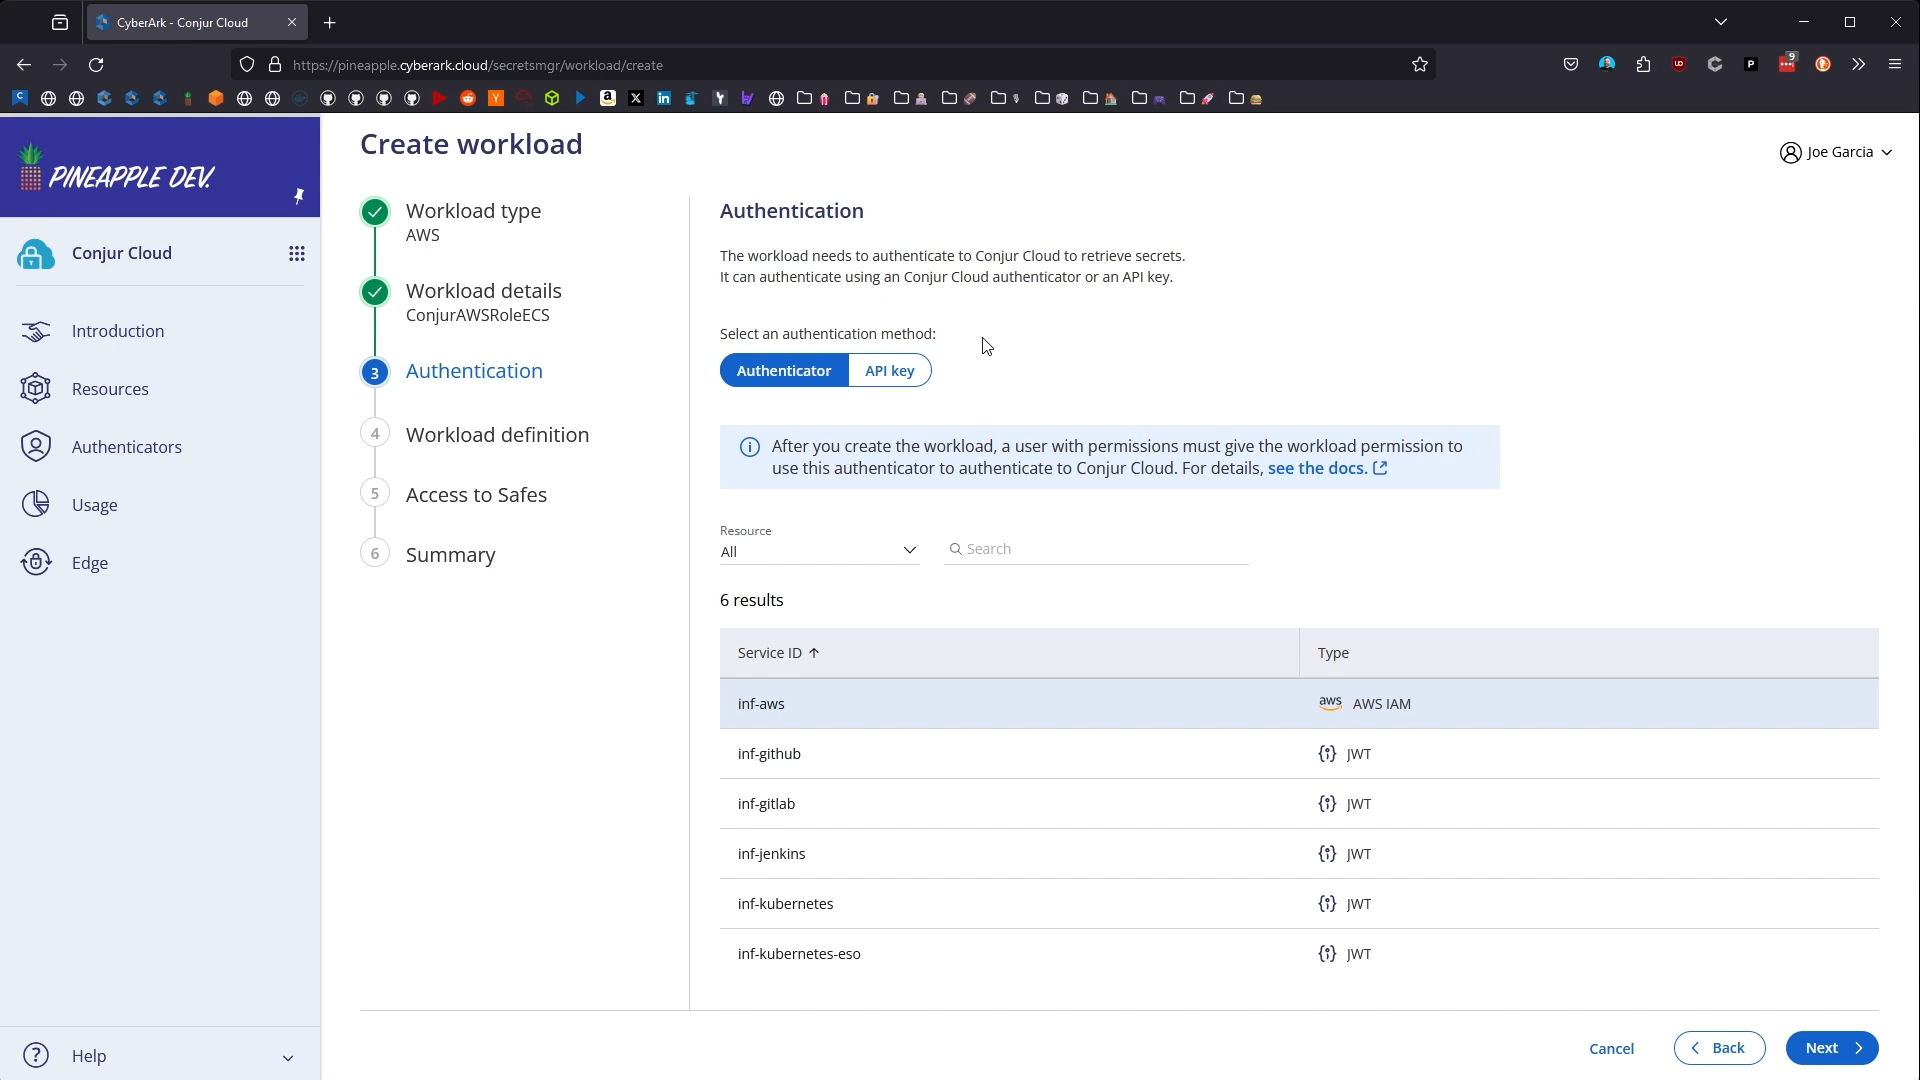 CyberArk - Conjur Cloud
https://pineapple.cyberark.cloud/secretsmgr/workload/create
9
PINEAPPLE DEV.
Create workload
Joe Garcia
Conjur Cloud
Introduction
Resources
Authenticators
Usage
Edge
Help
Workload type
AWS
Workload details
ConjurAWSRoleECS
3 Authentication
4 Workload definition
5 Access to Safes
6 Summary
Authentication
The workload needs to authenticate to Conjur Cloud to retrieve secrets.
It can authenticate using an Conjur Cloud authenticator or an API key.
Select an authentication method:
Authenticator API key
After you create the workload, a user with permissions must give the workload permission to
use this authenticator to authenticate to Conjur Cloud. For details, see the docs.
Resource
All
Search
6 results
Service ID Type
inf-aws aws AWS IAM
inf-github JWT
inf-gitlab JWT
inf-jenkins JWT
inf-kubernetes JWT
inf-kubernetes-eso JWT
Cancel Back Next